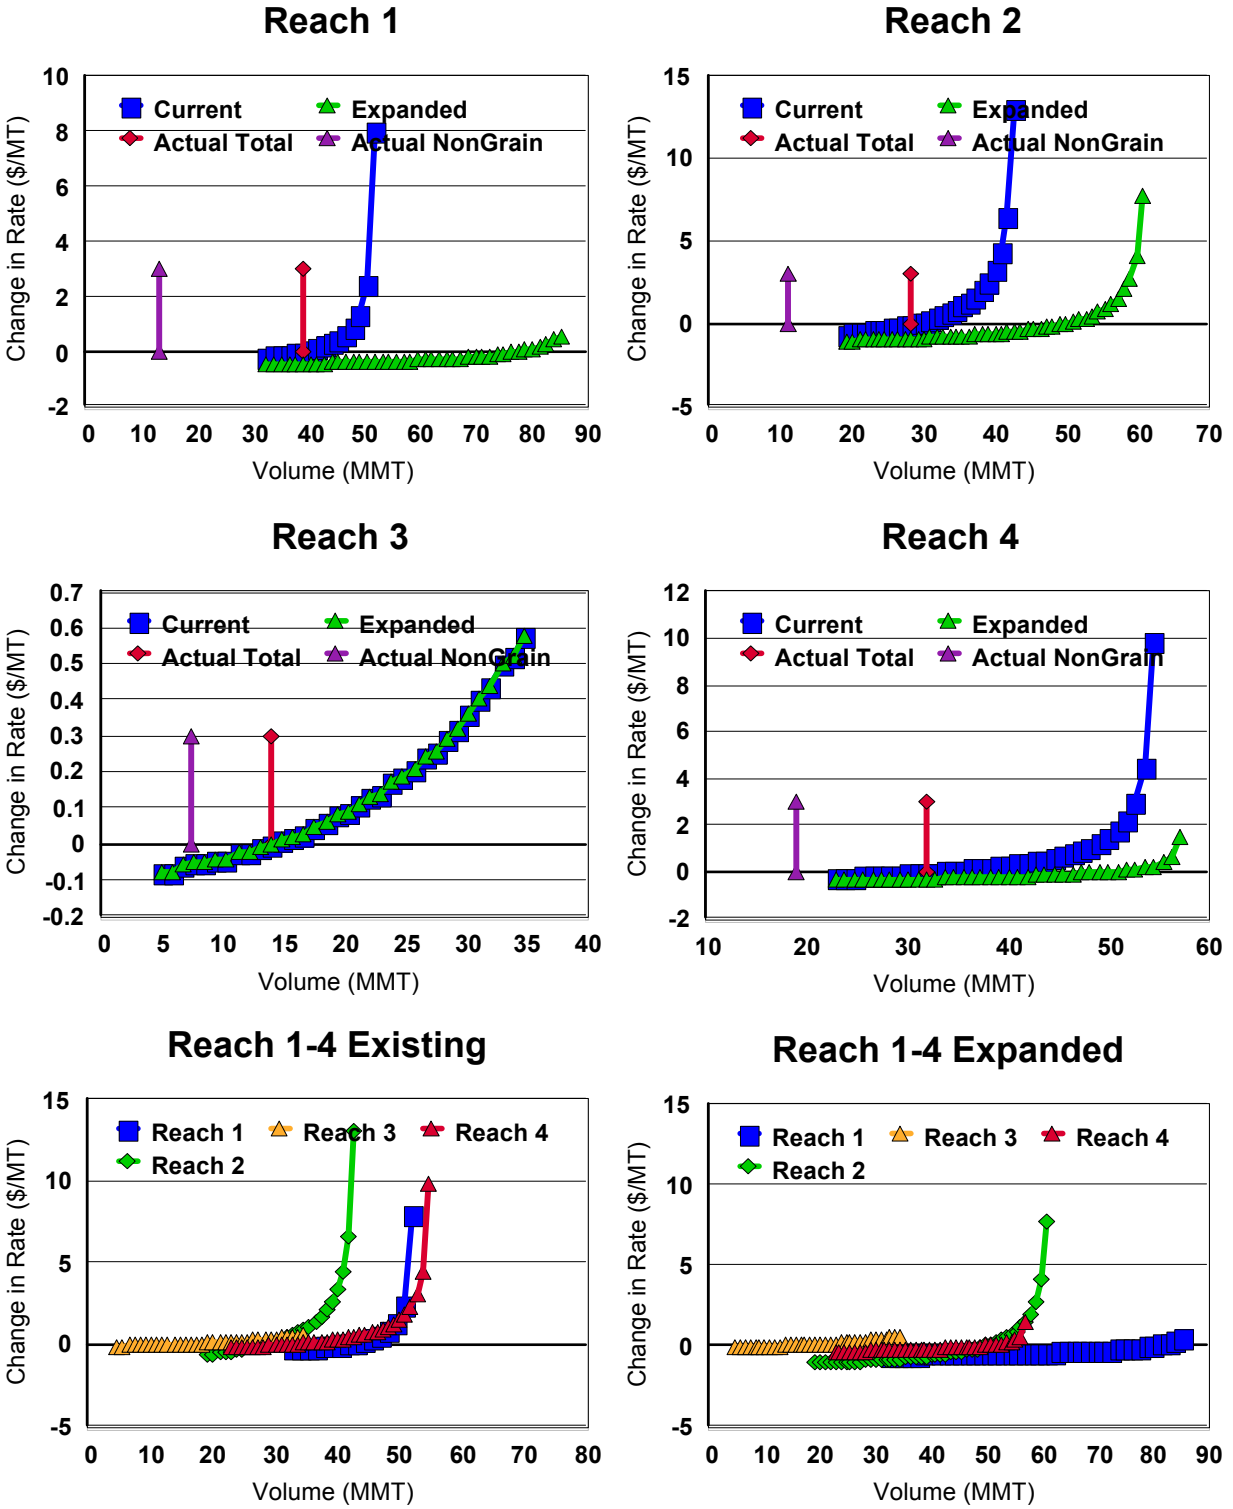 Reach 1
Change in Rate ($/MT)
10
8
6
4
2
0
-2
Current
Expanded
Actual Total
Actual NonGrain
0 10 20 30 40 50 60 70 80 90
Volume (MMT)
Reach 2
Change in Rate ($/MT)
15
10
5
0
-5
Current
Expanded
Actual Total
Actual NonGrain
0 10 20 30 40 50 60 70
Volume (MMT)
Reach 3
Change in Rate ($/MT)
0.7
0.6
0.5
0.4
0.3
0.2
0.1
0
-0.1
-0.2
Current
Expanded
Actual Total
Actual NonGrain
0 5 10 15 20 25 30 35 40
Volume (MMT)
Reach 4
Change in Rate ($/MT)
12
10
8
6
4
2
0
-2
Current
Expanded
Actual Total
Actual NonGrain
10 20 30 40 50 60
Volume (MMT)
Reach 1-4 Existing
Change in Rate ($/MT)
15
10
5
0
-5
Reach 1
Reach 3
Reach 4
Reach 2
0 10 20 30 40 50 60 70 80
Volume (MMT)
Reach 1-4 Expanded
Change in Rate ($/MT)
15
10
5
0
-5
Reach 1
Reach 3
Reach 4
Reach 2
0 10 20 30 40 50 60 70 80 90
Volume (MMT)